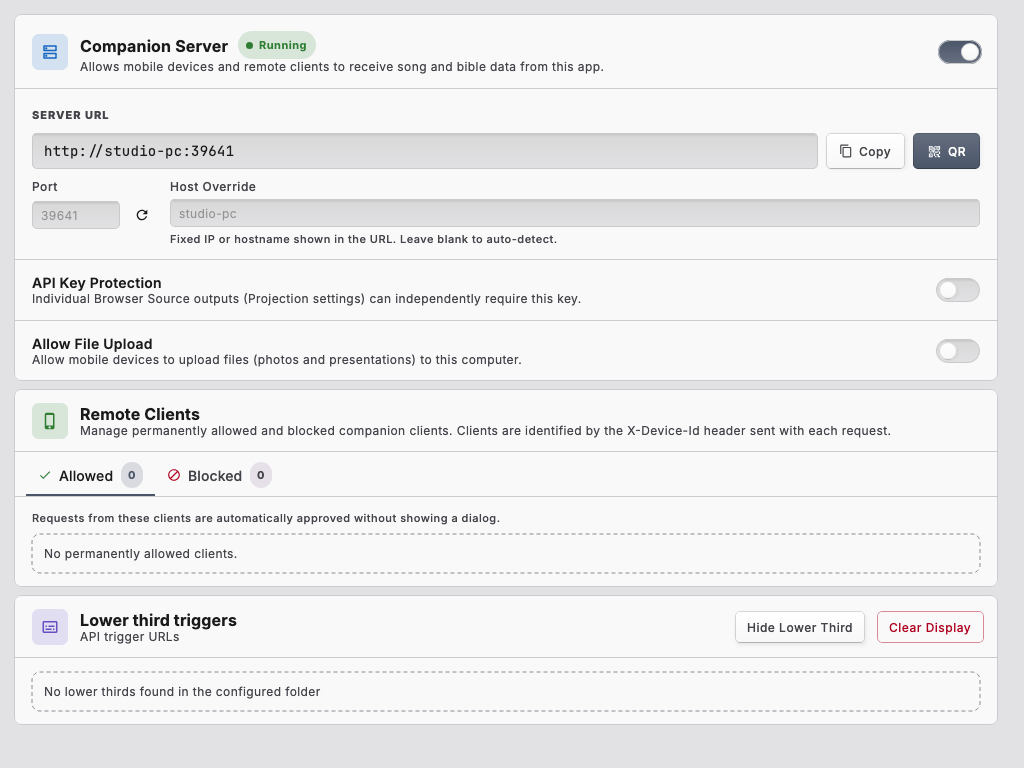 Companion Server
Running
Allows mobile devices and remote clients to receive song and bible data from this app.
SERVER URL
http://studio-pc:39641
Copy
QR
Port
Host Override
39641
studio-pc
Fixed IP or hostname shown in the URL. Leave blank to auto-detect.
API Key Protection
Individual Browser Source outputs (Projection settings) can independently require this key.
Allow File Upload
Allow mobile devices to upload files (photos and presentations) to this computer.
Remote Clients
Manage permanently allowed and blocked companion clients. Clients are identified by the X-Device-Id header sent with each request.
Allowed 0
Blocked 0
Requests from these clients are automatically approved without showing a dialog.
No permanently allowed clients.
Lower third triggers
API trigger URLs
Hide Lower Third
Clear Display
No lower thirds found in the configured folder